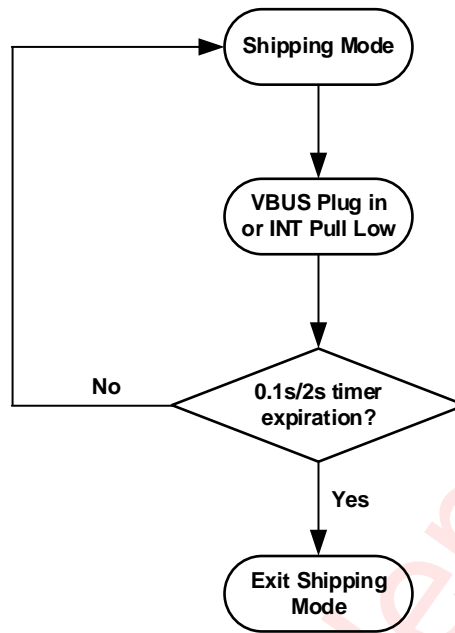 Shipping Mode
VBUS Plug in
or INT Pull Low
0.1s/2s timer
expiration?
No
Yes
Exit Shipping
Mode